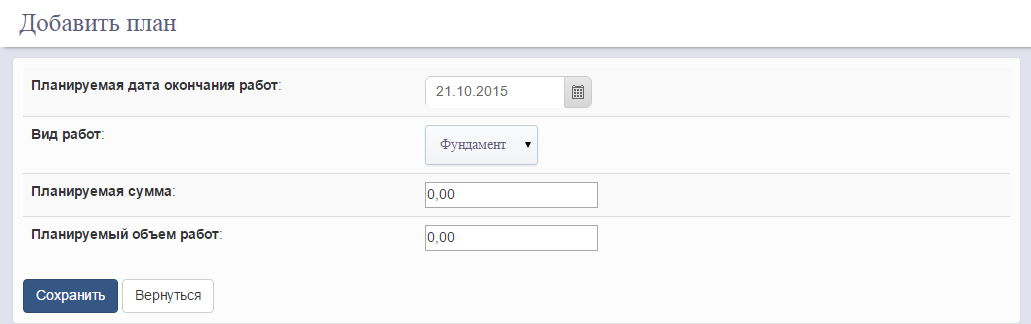 Добавить план
Планируемая дата окончания работ: 21.10.2015
Вид работ: Фундамент
Планируемая сумма: 0,00
Планируемый объем работ: 0,00
Сохранить Вернуться